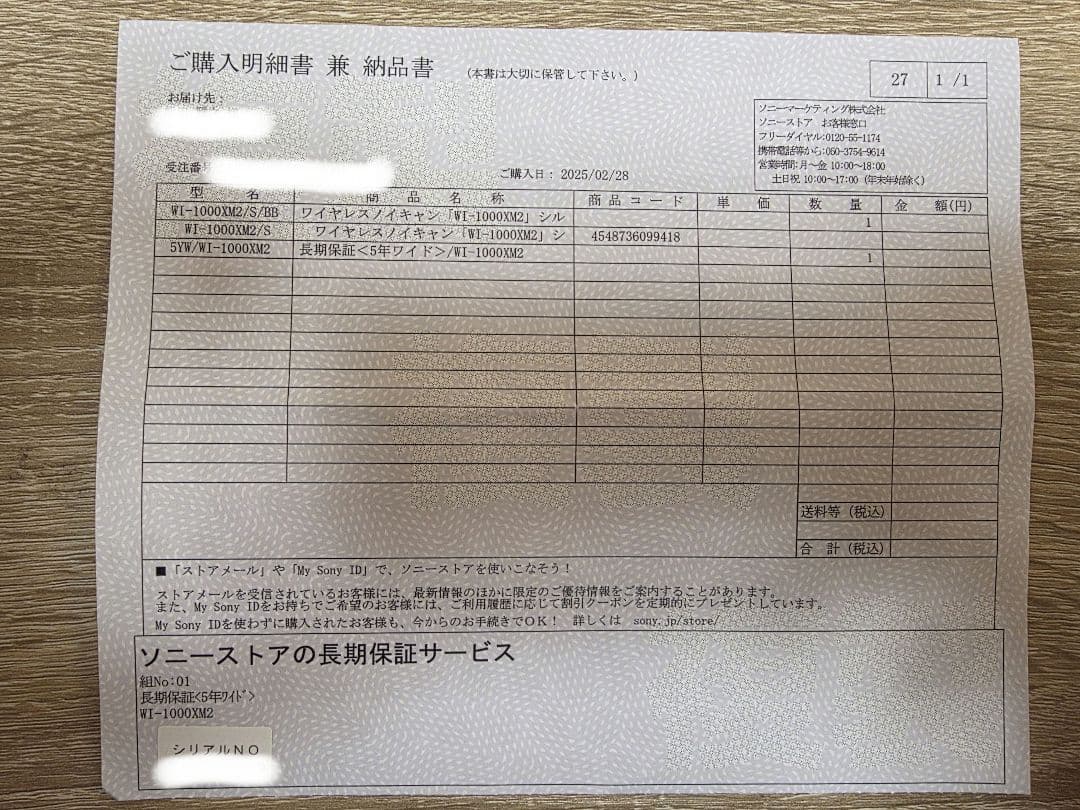 ご購入明細書 兼 納品書 (本書は大切に保管して下さい。)
27 1 /1
お届け先:
ソニーマーケティング株式会社
ソニーストア お客様窓口
フリーダイヤル:0120-55-1174
携帯電話等から:050-3754-9614
営業時間:月~金 10:00~18:00
土日祝 10:00~17:00 (年末年始除く)
受注番号
ご購入日: 2025/02/28
型 名 商 品 名 称 商 品 コ ー ド 単 価 数 量 金 額(円)
WI-1000XM2/S/BB ワイヤレスノイキャン「WI-1000XM2」シル 1
WI-1000XM2/S ワイヤレスノイキャン「WI-1000XM2」シ 4548736099418
5YW/WI-1000XM2 長期保証<5年ワイド>/WI-1000XM2 1
送料等 (税込)
合 計 (税込)
■「ストアメール」や「My Sony ID」で、ソニーストアを使いこなそう!
ストアメールを受信されているお客様には、最新情報のほかに限定のご優待情報をご案内することがあります。
また、My Sony IDをお持ちでご希望のお客様には、ご利用履歴に応じて割引クーポンを定期的にプレゼントしています。
My Sony IDを使わずに購入されたお客様も、今からのお手続きでOK! 詳しくは sony.jp/store/
ソニーストアの長期保証サービス
組No:01
長期保証<5年ワイド>
WI-1000XM2
シリアルNO